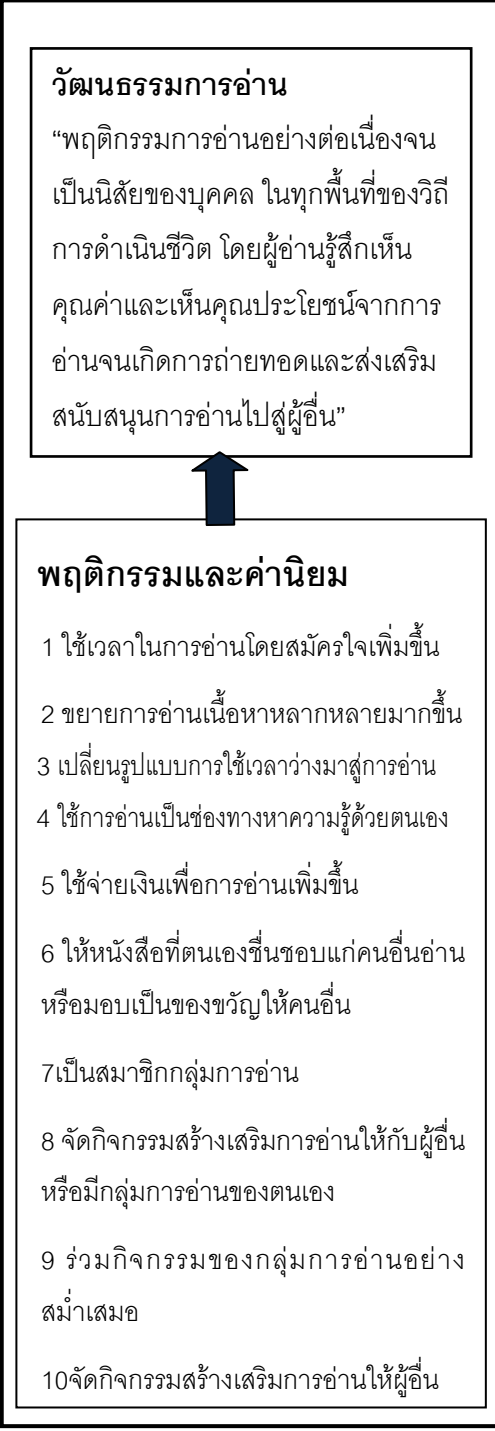 วัฒนธรรมการอ่าน
“พฤติกรรมการอ่านอย่างต่อเนื่องจน
เป็นนิสัยของบุคคล ในทุกพื้นที่ของวิถี
การดำเนินชีวิต โดยผู้อ่านรู้สึกเห็น
คุณค่าและเห็นคุณประโยชน์จากการ
อ่านจนเกิดการถ่ายทอดและส่งเสริม
สนับสนุนการอ่านไปสู่ผู้อื่น”
พฤติกรรมและค่านิยม
1 ใช้เวลาในการอ่านโดยสมัครใจเพิ่มขึ้น
2 ขยายการอ่านเนื้อหาหลากหลายมากขึ้น
3 เปลี่ยนรูปแบบการใช้เวลาว่างมาสู่การอ่าน
4 ใช้การอ่านเป็นช่องทางหาความรู้ด้วยตนเอง
5 ใช้จ่ายเงินเพื่อการอ่านเพิ่มขึ้น
6 ให้หนังสือที่ตนเองชื่นชอบแก่คนอื่นอ่าน
หรือมอบเป็นของขวัญให้คนอื่น
7เป็นสมาชิกกลุ่มการอ่าน
8 จัดกิจกรรมสร้างเสริมการอ่านให้กับผู้อื่น
หรือมีกลุ่มการอ่านของตนเอง
9 ร่วมกิจกรรมของกลุ่มการอ่านอย่าง
สม่ำเสมอ
10จัดกิจกรรมสร้างเสริมการอ่านให้ผู้อื่น